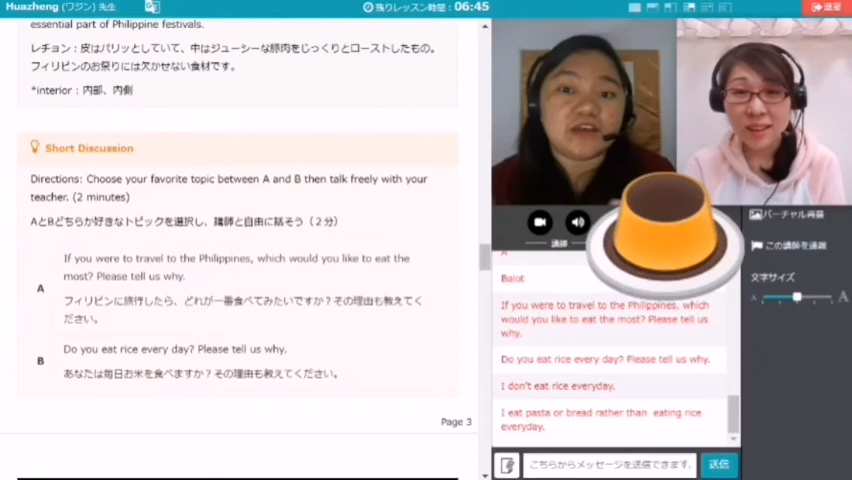 Huazheng (ワジン) 先生
残りレッスン時間 06:45
退室
essential part of Philippine festivals.
レチョン：皮はパリッとしていて、中はジューシーな豚肉をじっくりとローストしたもの。
フィリピンのお祭りには欠かせない食材です。
*interior : 内部、内側
Short Discussion
Directions: Choose your favorite topic between A and B then talk freely with your
teacher. (2 minutes)
AとBどちらか好きなトピックを選択し、講師と自由に話そう（2 分）
A
If you were to travel to the Philippines, which would you like to eat the
most? Please tell us why.
フィリピンに旅行したら、どれが一番食べてみたいですか？その理由も教えてく
ださい。
B
Do you eat rice every day? Please tell us why.
あなたは毎日お米を食べますか？その理由も教えてください。
Page 3
講師
バーチャル背景
この講師を通報
文字サイズ
A A
A
Balot
If you were to travel to the Philippines, which
would you like to eat the most? Please tell us
why.
Do you eat rice every day? Please tell us why.
I don't eat rice everyday.
I eat pasta or bread rather than eating rice
everyday.
こちらからメッセージを送信できます。
送信